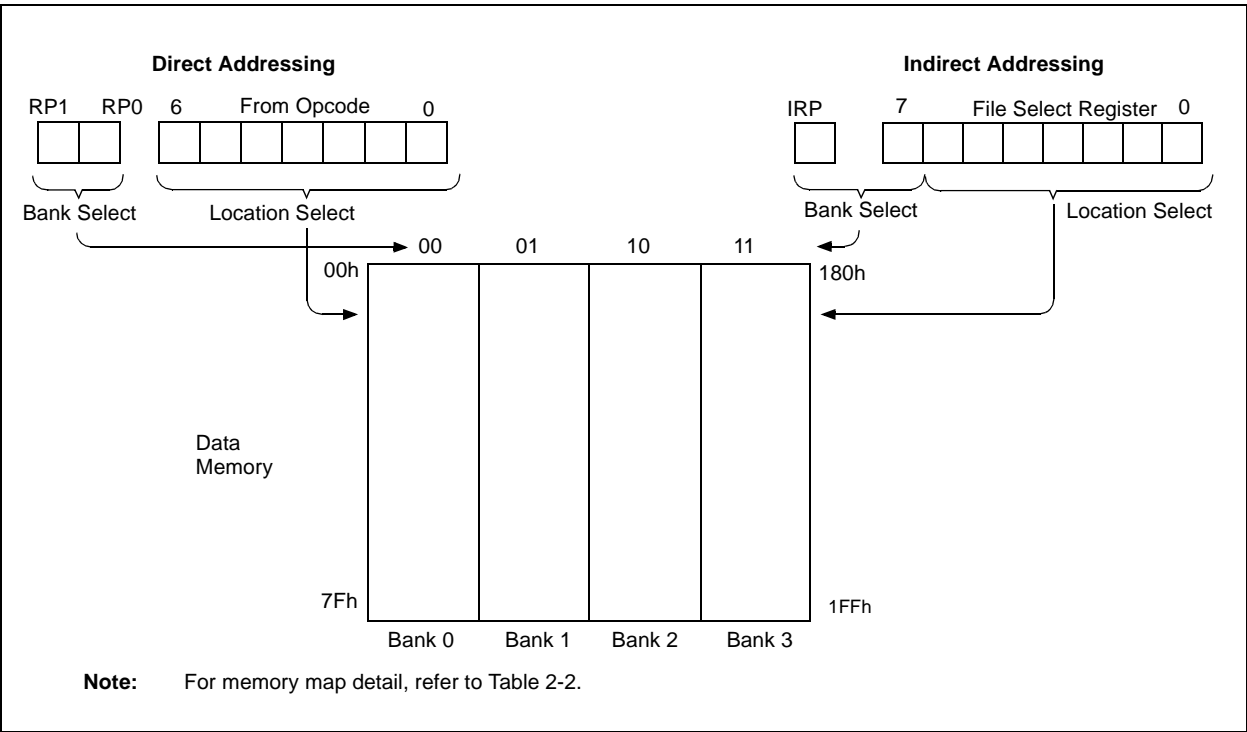 Direct Addressing
Indirect Addressing
RP1 RP0 6 From Opcode 0
IRP 7 File Select Register 0
Bank Select Location Select
Bank Select Location Select
00 01 10 11
00h
180h
Data
Memory
7Fh
1FFh
Bank 0 Bank 1 Bank 2 Bank 3
Note: For memory map detail, refer to Table 2-2.